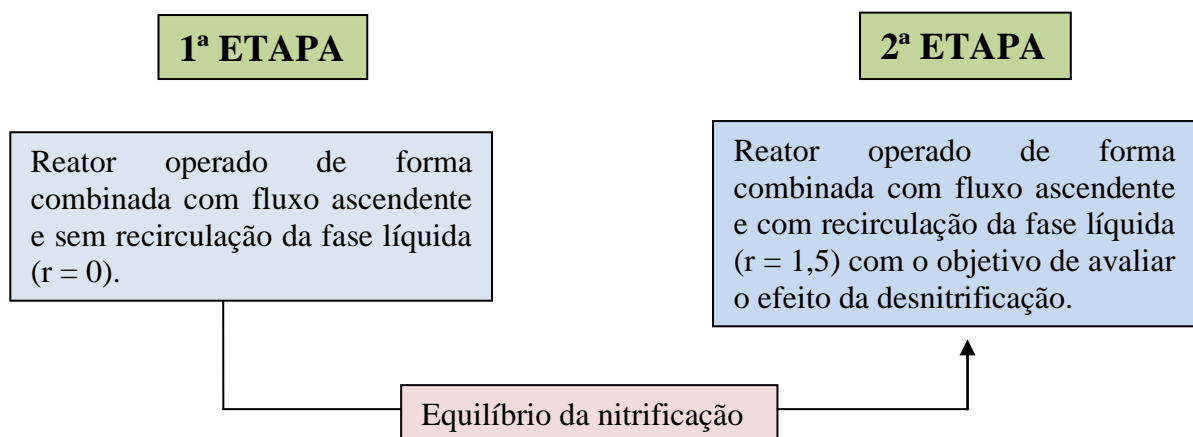 1ª ETAPA
2ª ETAPA
Reator operado de forma
combinada com fluxo ascendente
e sem recirculação da fase líquida
(r = 0).
Reator operado de forma
combinada com fluxo ascendente
e com recirculação da fase líquida
(r = 1,5) com o objetivo de avaliar
o efeito da desnitrificação.
Equilíbrio da nitrificação